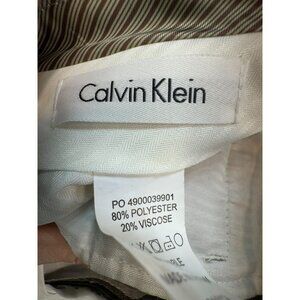 Calvin Klein
PO 4900039901
80% POLYESTER
20% VISCOSE